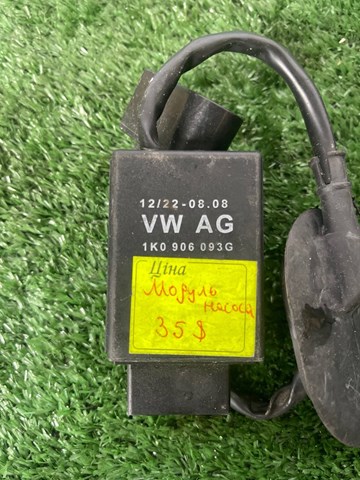 12/22-08.08
VW AG
1K0 906 093G
Ціна
Модуль
насоса
35$